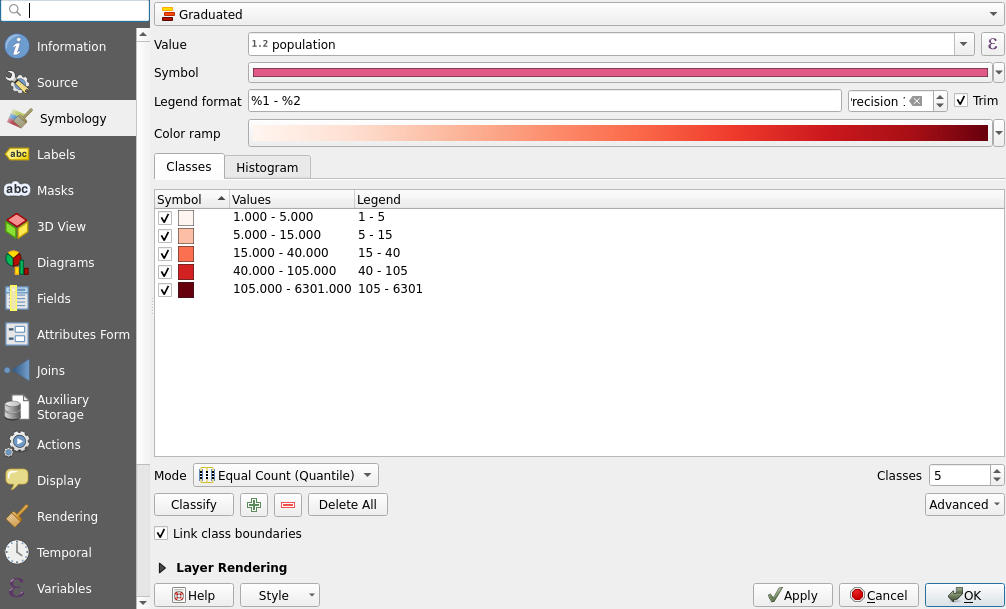 Graduated
Information
Source
Symbology
Labels
Masks
3D View
Diagrams
Fields
Attributes Form
Joins
Auxiliary
Storage
Actions
Display
Rendering
Temporal
Variables
Value 1.2 population ε
Symbol
Legend format %1 - %2 Trim
Color ramp
Classes Histogram
Symbol Values Legend
1.000 - 5.000 1 - 5
5.000 - 15.000 5 - 15
15.000 - 40.000 15 - 40
40.000 - 105.000 40 - 105
105.000 - 6301.000 105 - 6301
Mode Equal Count (Quantile) Classes 5
Classify Delete All Advanced
Link class boundaries
Layer Rendering
Help Style Apply Cancel OK